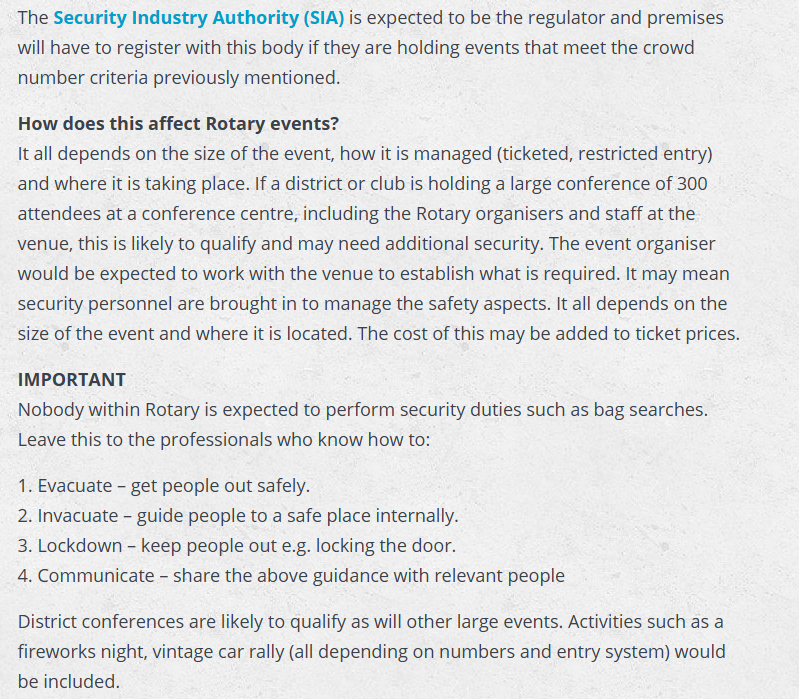 The Security Industry Authority (SIA) is expected to be the regulator and premises
will have to register with this body if they are holding events that meet the crowd
number criteria previously mentioned.
How does this affect Rotary events?
It all depends on the size of the event, how it is managed (ticketed, restricted entry)
and where it is taking place. If a district or club is holding a large conference of 300
attendees at a conference centre, including the Rotary organisers and staff at the
venue, this is likely to qualify and may need additional security. The event organiser
would be expected to work with the venue to establish what is required. It may mean
security personnel are brought in to manage the safety aspects. It all depends on the
size of the event and where it is located. The cost of this may be added to ticket prices.
IMPORTANT
Nobody within Rotary is expected to perform security duties such as bag searches.
Leave this to the professionals who know how to:
1. Evacuate – get people out safely.
2. Invacuate – guide people to a safe place internally.
3. Lockdown – keep people out e.g. locking the door.
4. Communicate – share the above guidance with relevant people
District conferences are likely to qualify as will other large events. Activities such as a
fireworks night, vintage car rally (all depending on numbers and entry system) would
be included.